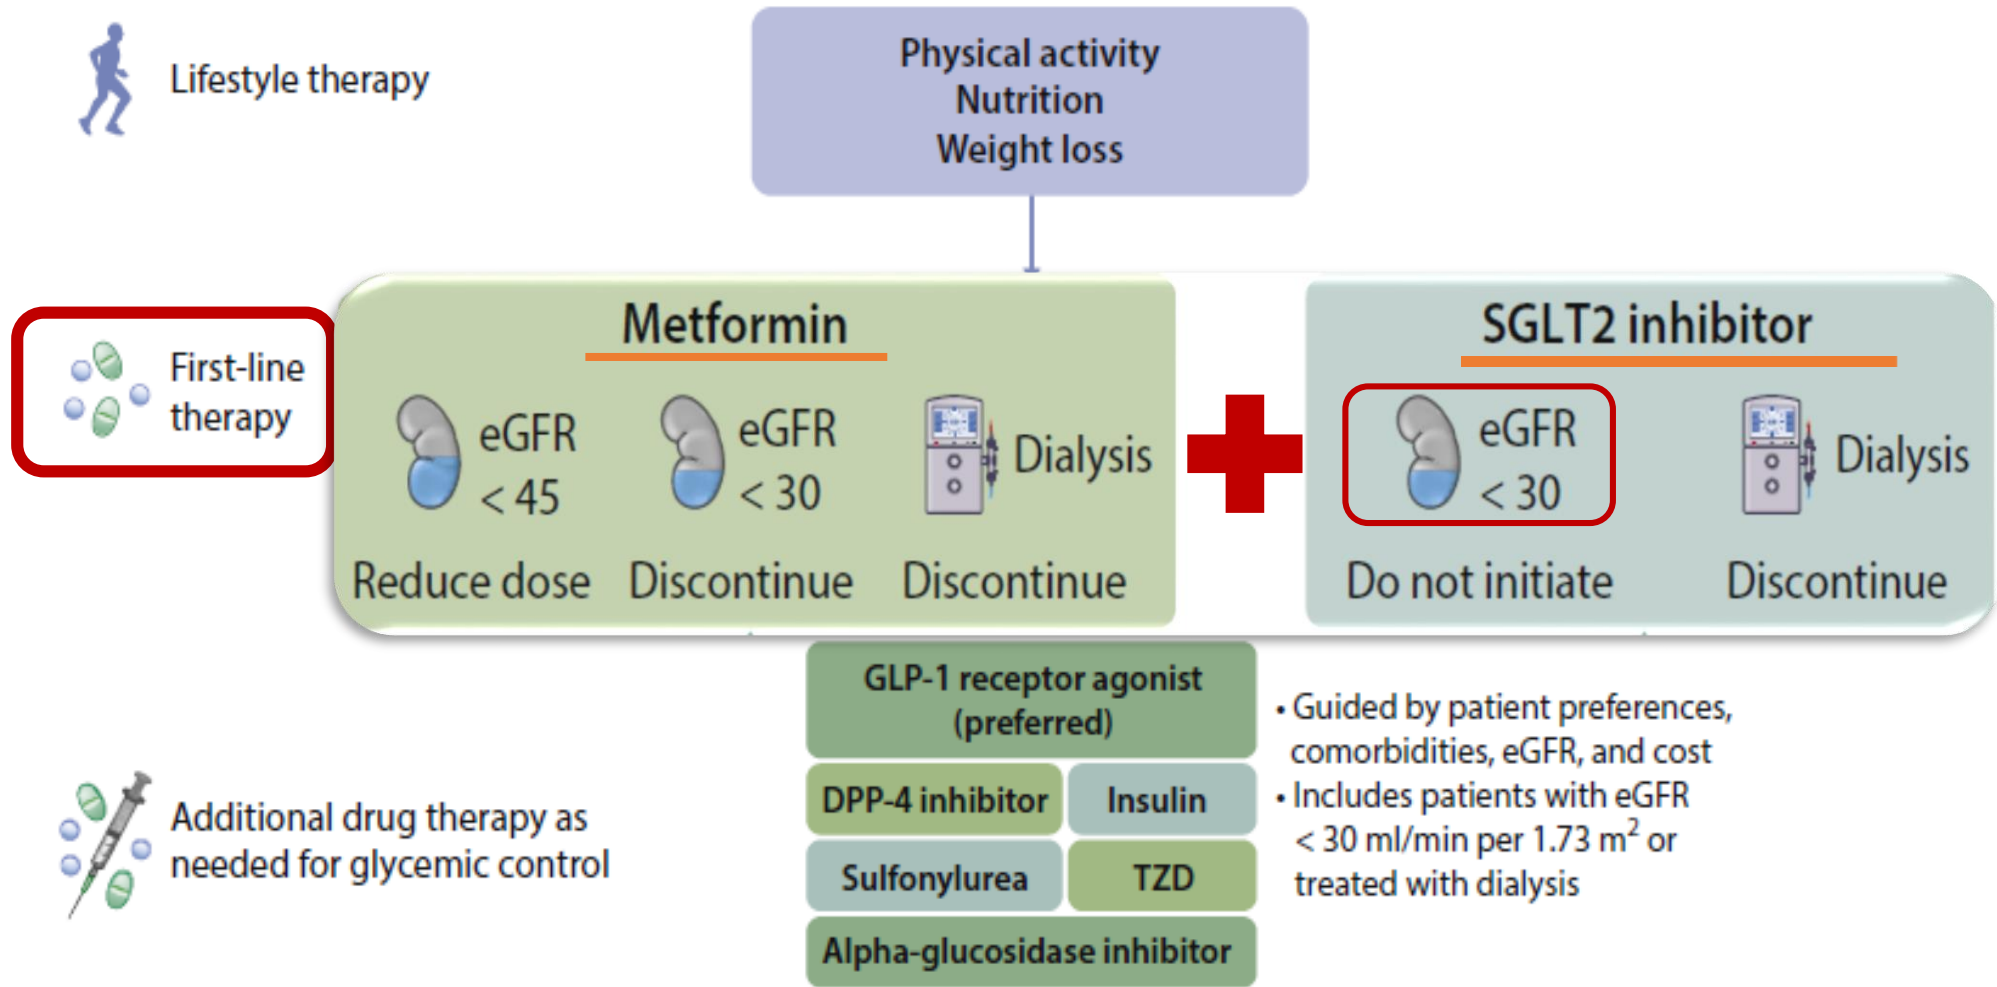 Lifestyle therapy
Physical activity
Nutrition
Weight loss
First-line
therapy
Metformin
eGFR
< 45
Reduce dose
eGFR
< 30
Discontinue
Dialysis
Discontinue
SGLT2 inhibitor
eGFR
< 30
Do not initiate
Dialysis
Discontinue
Additional drug therapy as
needed for glycemic control
GLP-1 receptor agonist
(preferred)
DPP-4 inhibitor
Insulin
Sulfonylurea
TZD
Alpha-glucosidase inhibitor
• Guided by patient preferences,
comorbidities, eGFR, and cost
• Includes patients with eGFR
< 30 ml/min per 1.73 m² or
treated with dialysis